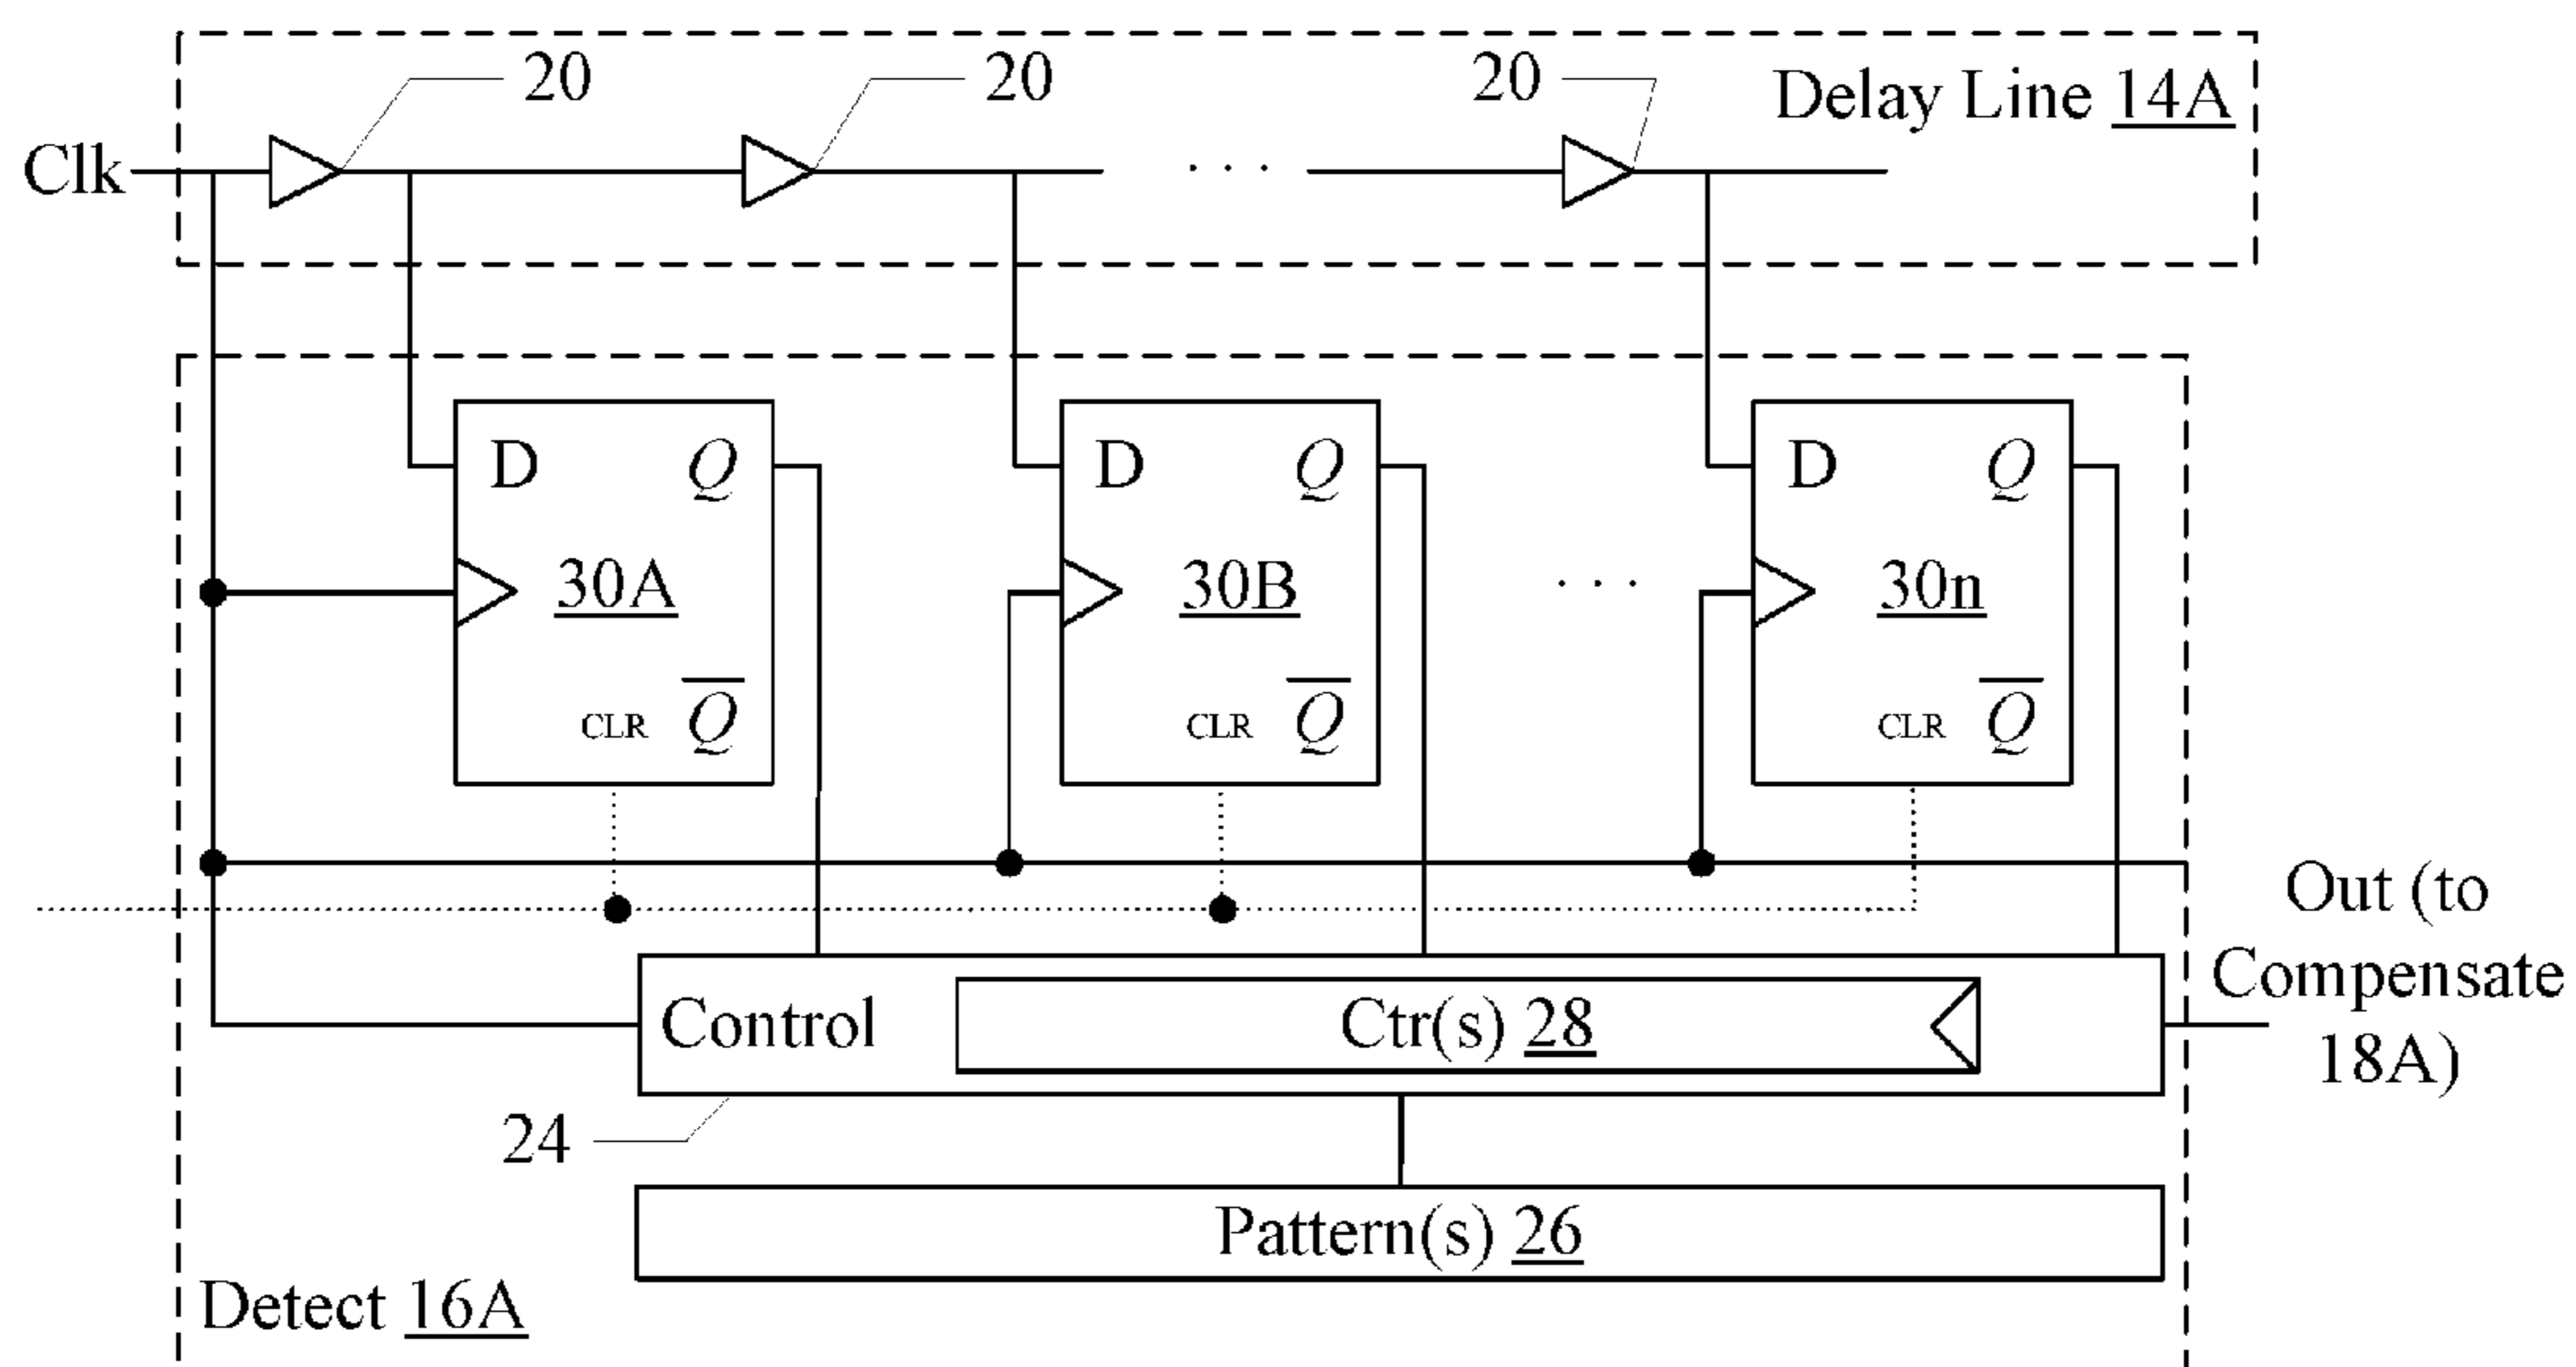 20
20
20
Delay Line 14A
Clk
D
Q
30A
CLR
Q
D
Q
30B
CLR
Q
. . .
D
Q
30n
CLR
Q
Out (to
Compensate
18A)
Control
Ctr(s) 28
24
Pattern(s) 26
Detect 16A